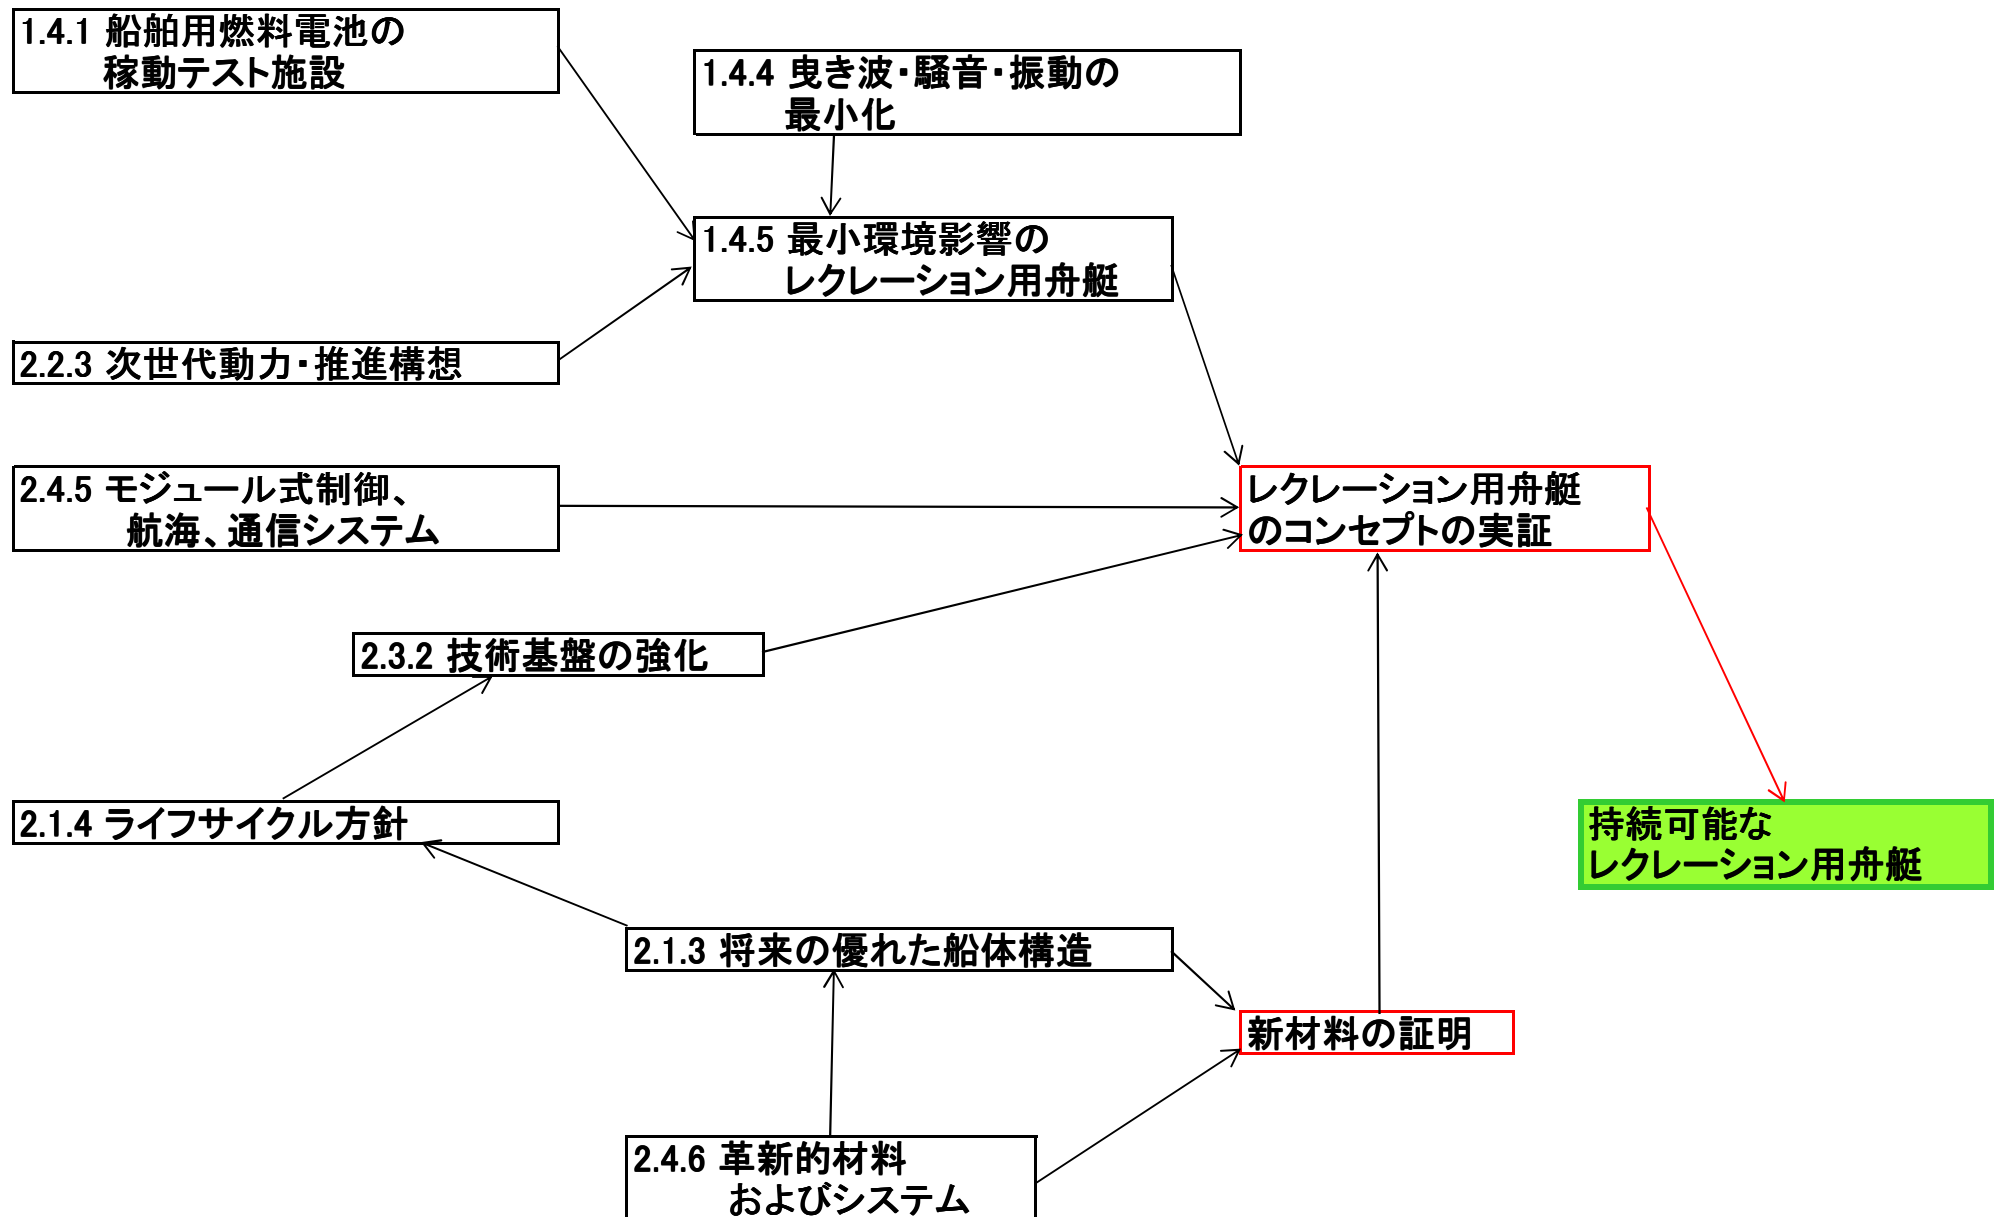 1.4.1 船舶用燃料電池の
稼動テスト施設
1.4.4 曳き波・騒音・振動の
最小化
1.4.5 最小環境影響の
レクレーション用舟艇
2.2.3 次世代動力・推進構想
2.4.5 モジュール式制御、
航海、通信システム
レクレーション用舟艇
のコンセプトの実証
2.3.2 技術基盤の強化
2.1.4 ライフサイクル方針
持続可能な
レクレーション用舟艇
2.1.3 将来の優れた船体構造
新材料の証明
2.4.6 革新的材料
およびシステム